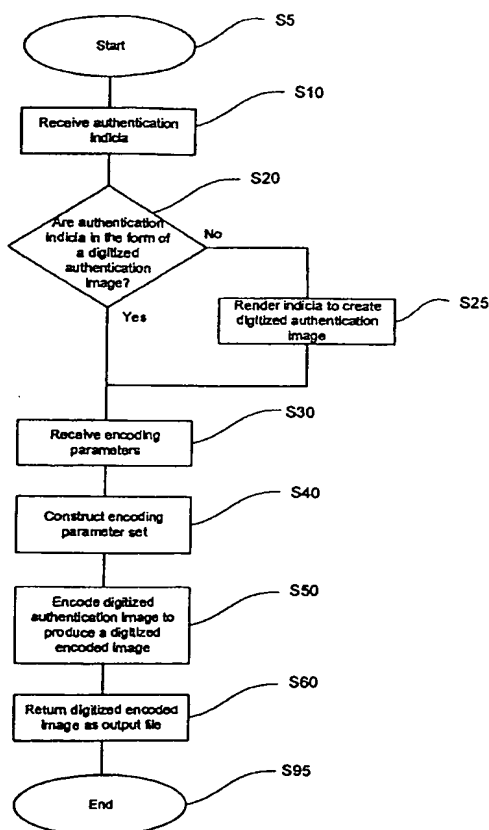 Start
S5
Receive authentication
indicia
S10
Are authentication
indicia in the form of
a digitized
authentication
image?
S20
No
Yes
Render indicia to create
digitized authentication
image
S25
Receive encoding
parameters
S30
Construct encoding
parameter set
S40
Encode digitized
authentication image to
produce a digitized
encoded image
S50
Return digitized encoded
image as output file
S60
End
S95